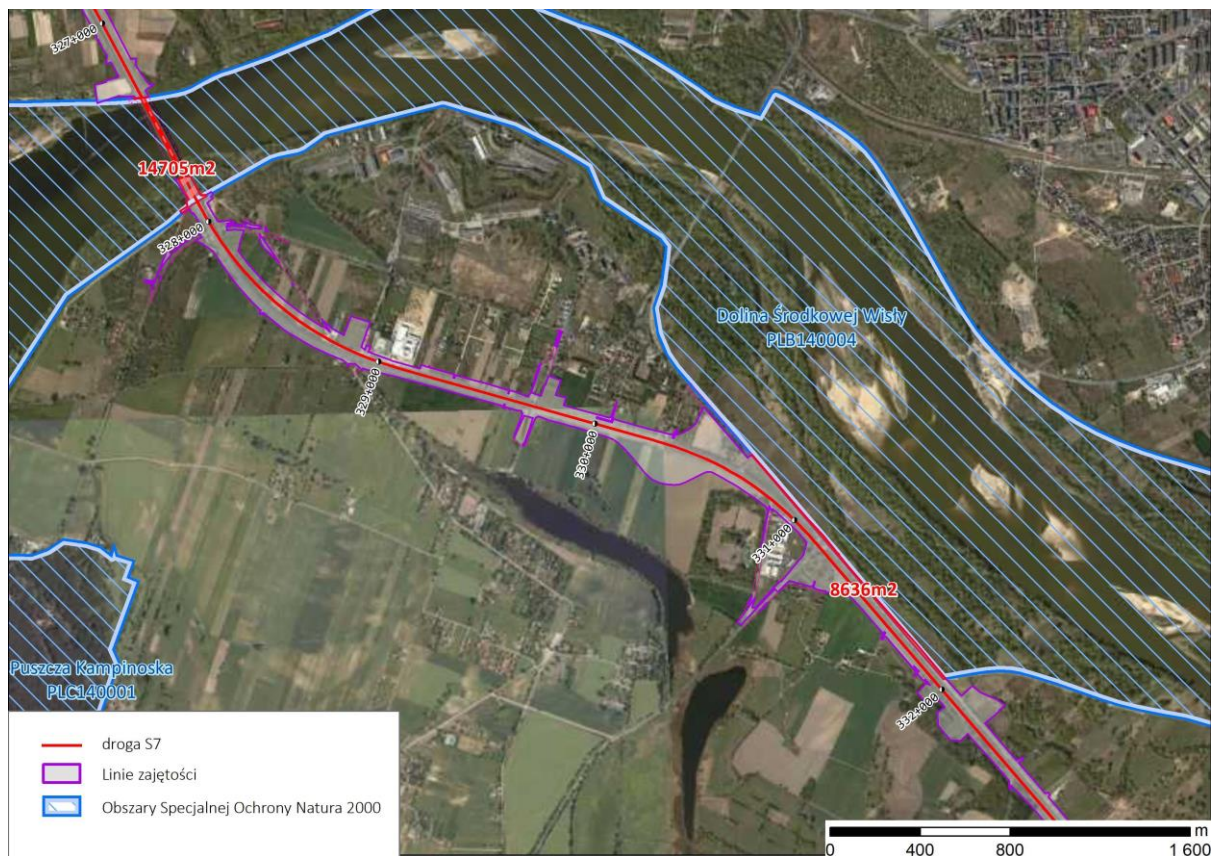 327+000
14705m2
328+000
Dolina Środkowej Wisły
PLB140004
329+000
330+000
331+000
8636m2
Puszcza Kampinoska
PLC140001
332+000
droga S7
Linie zajętości
Obszary Specjalnej Ochrony Natura 2000
m
0 400 800 1 600